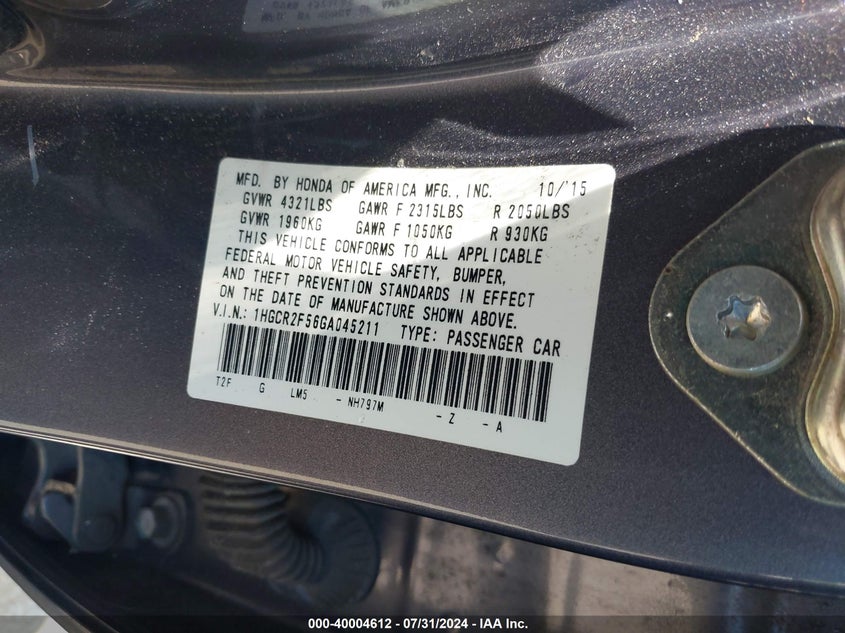 MFD. BY HONDA OF AMERICA MFG., INC. 10/'15
GVWR 4321LBS GAWR F 2315LBS R 2050LBS
GVWR 1960KG GAWR F 1050KG R 930KG
THIS VEHICLE CONFORMS TO ALL APPLICABLE
FEDERAL MOTOR VEHICLE SAFETY, BUMPER,
AND THEFT PREVENTION STANDARDS IN EFFECT
ON THE DATE OF MANUFACTURE SHOWN ABOVE.
V.I.N.: 1HGCR2F56GA045211 TYPE: PASSENGER CAR
T2F G LM5 - NH797M - Z - A
000-40004612 / 07/31/2024 - IAA Inc.